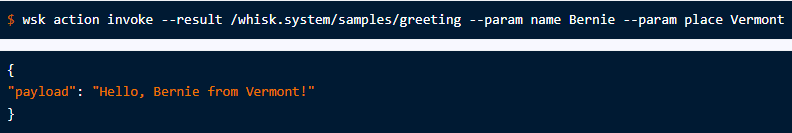 $ wsk action invoke --result /whisk.system/samples/greeting --param name Bernie --param place Vermont
{
"payload": "Hello, Bernie from Vermont!"
}